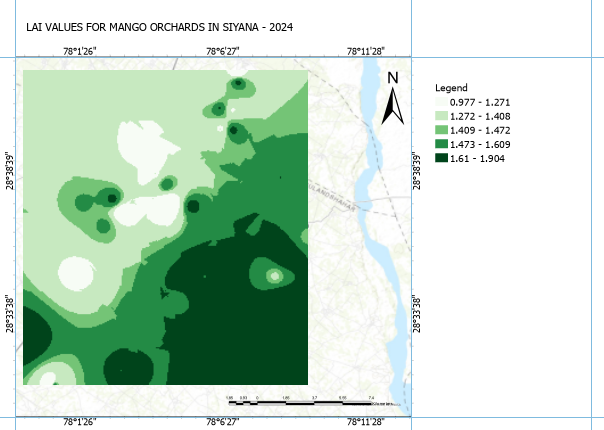 LAI VALUES FOR MANGO ORCHARDS IN SIYANA - 2024
78°1'26" 78°6'27" 78°11'28"
N
Legend
0.977 - 1.271
1.272 - 1.408
1.409 - 1.472
1.473 - 1.609
1.61 - 1.904
28°38'39" 28°38'39"
28°33'38" 28°33'38"
78°1'26" 78°6'27" 78°11'28"